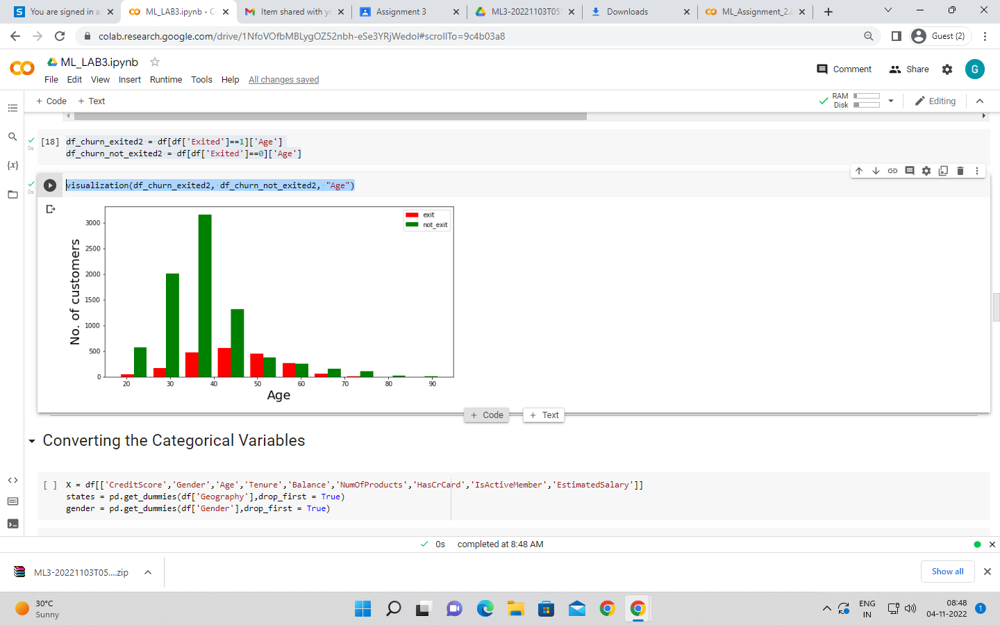 You are signed in a
ML_LAB3.ipynb - C
Item shared with y
Assignment 3
ML3-20221103T05
Downloads
ML_Assignment_2.i
colab.research.google.com/drive/1NfoVOfbMBLygOZ52nbh-eSe3YRjWedoI#scrollTo=9c4b03a8
Guest (2)
ML_LAB3.ipynb
File Edit View Insert Runtime Tools Help All changes saved
Comment Share G
+ Code + Text
RAM
Disk
Editing
[18] df_churn_exited2 = df[df['Exited']==1]['Age']
df_churn_not_exited2 = df[df['Exited']==0]['Age']
0s
visualization(df_churn_exited2, df_churn_not_exited2, "Age")
0s
exit
not_exit
3000
2500
2000
1500
1000
500
0
No. of customers
20 30 40 50 60 70 80 90
Age
+ Code + Text
Converting the Categorical Variables
[ ] X = df[['CreditScore','Gender','Age','Tenure','Balance','NumOfProducts','HasCrCard','IsActiveMember','EstimatedSalary']]
states = pd.get_dummies(df['Geography'],drop_first = True)
gender = pd.get_dummies(df['Gender'],drop_first = True)
0s completed at 8:48 AM
ML3-20221103T05....zip
Show all
30°C
Sunny
ENG
IN
08:48
04-11-2022
1